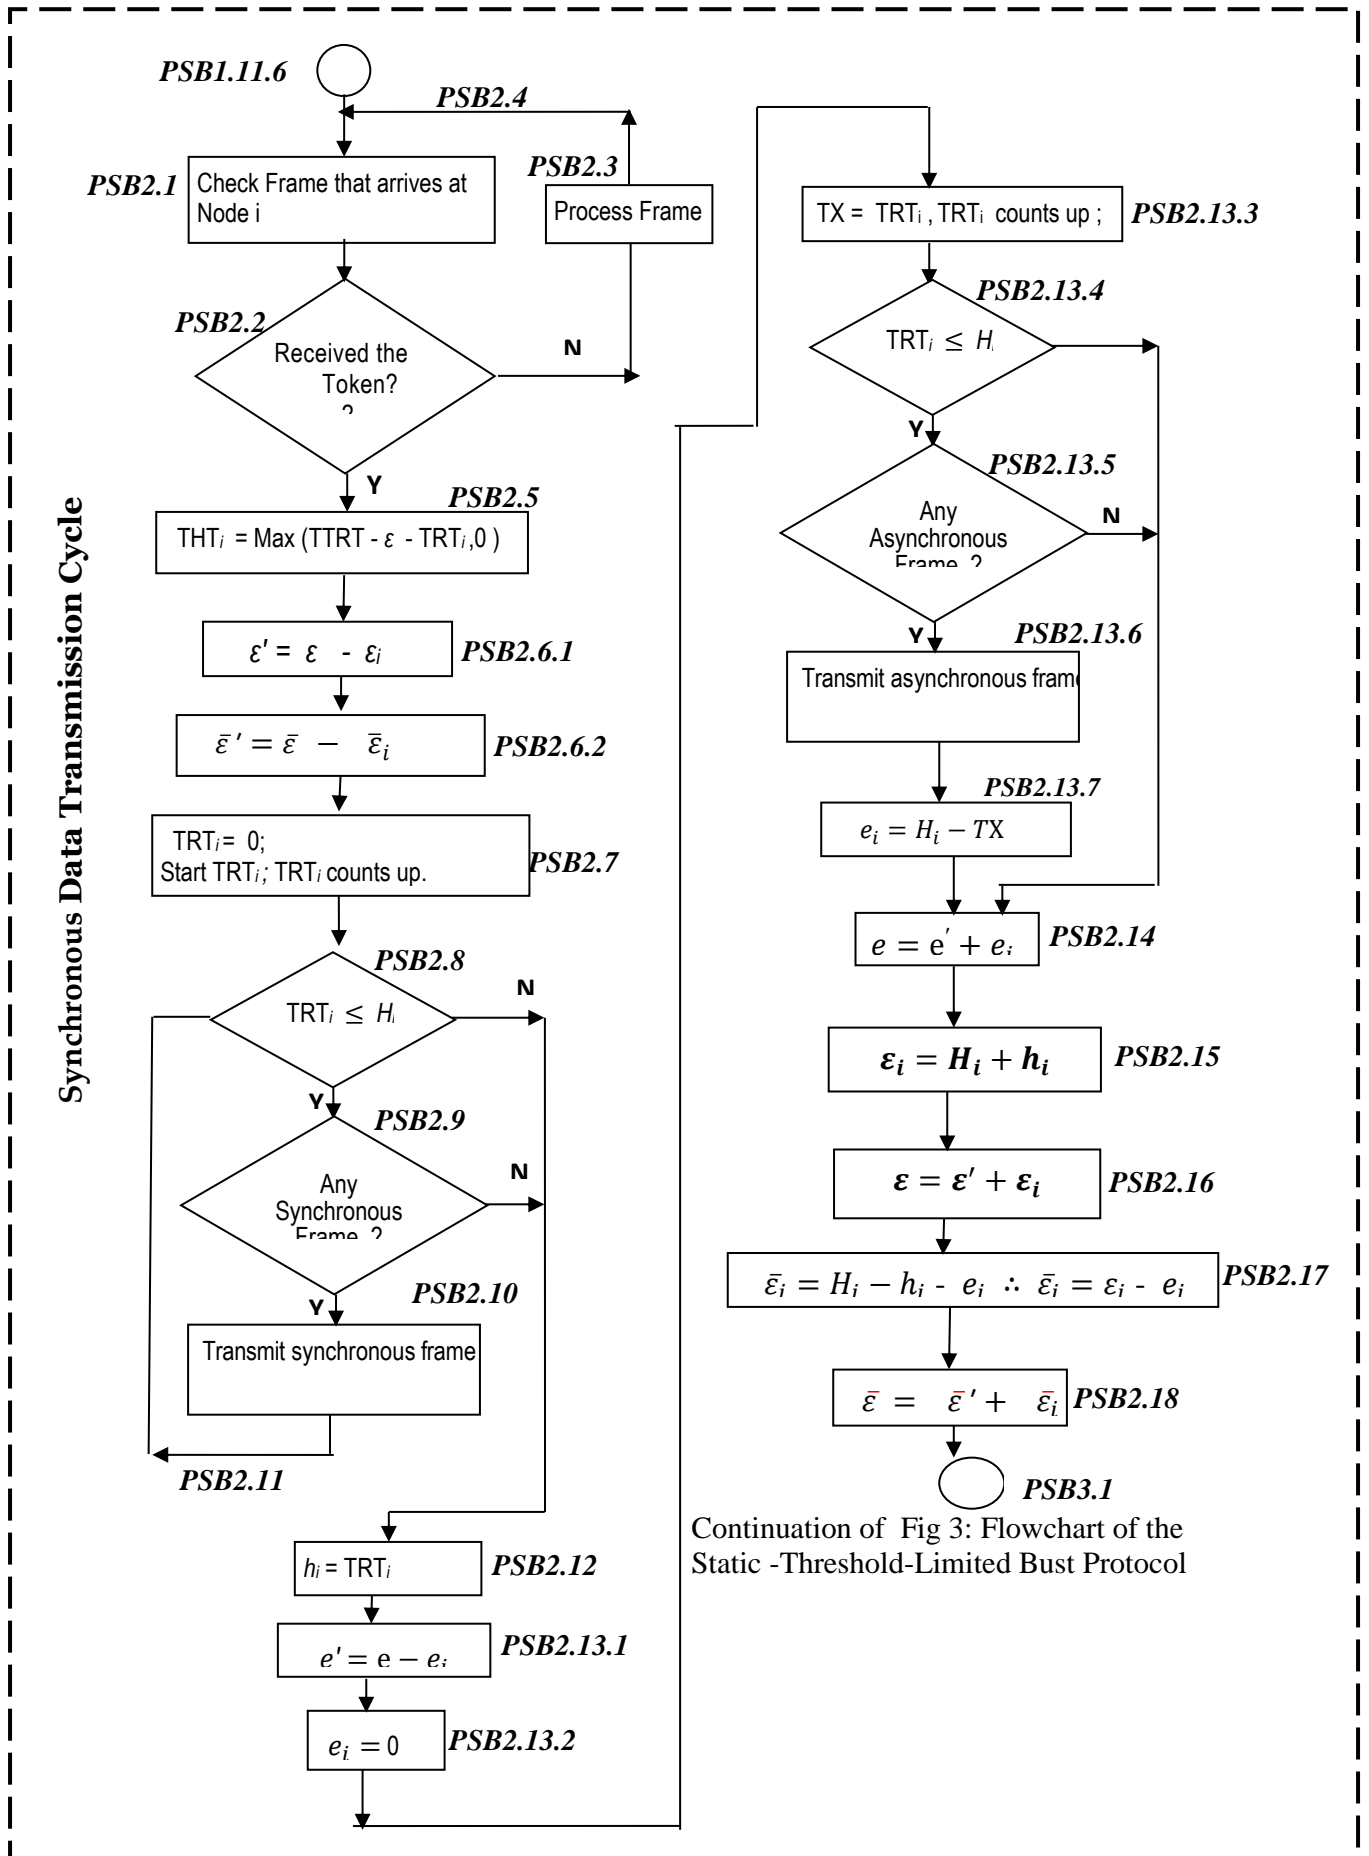 Synchronous Data Transmission Cycle
PSB1.11.6
PSB2.4
PSB2.1
Check Frame that arrives at
Node i
PSB2.3
Process Frame
PSB2.2
Received the
Token?
?
N
Y
PSB2.5
THTᵢ = Max (TTRT - ε - TRTᵢ,0 )
ε' = ε - εᵢ
PSB2.6.1
ε̄ ' = ε̄ − ε̄ᵢ
PSB2.6.2
TRTᵢ = 0;
Start TRTᵢ; TRTᵢ counts up.
PSB2.7
PSB2.8
TRTᵢ ≤ Hᵢ
N
Y
PSB2.9
Any
Synchronous
Frame ?
N
Y
PSB2.10
Transmit synchronous frame
PSB2.11
hᵢ = TRTᵢ
PSB2.12
e' = e − eᵢ
PSB2.13.1
eᵢ = 0
PSB2.13.2
TX = TRTᵢ , TRTᵢ counts up ;
PSB2.13.3
PSB2.13.4
TRTᵢ ≤ Hᵢ
Y
PSB2.13.5
Any
Asynchronous
Frame ?
N
Y
PSB2.13.6
Transmit asynchronous frame
PSB2.13.7
eᵢ = Hᵢ − TX
e = e′ + eᵢ
PSB2.14
εᵢ = Hᵢ + hᵢ
PSB2.15
ε = ε′ + εᵢ
PSB2.16
ε̄ᵢ = Hᵢ − hᵢ - eᵢ ∴ ε̄ᵢ = εᵢ - eᵢ
PSB2.17
ε̄ = ε̄ ′ + ε̄ᵢ
PSB2.18
PSB3.1
Continuation of Fig 3: Flowchart of the
Static -Threshold-Limited Bust Protocol